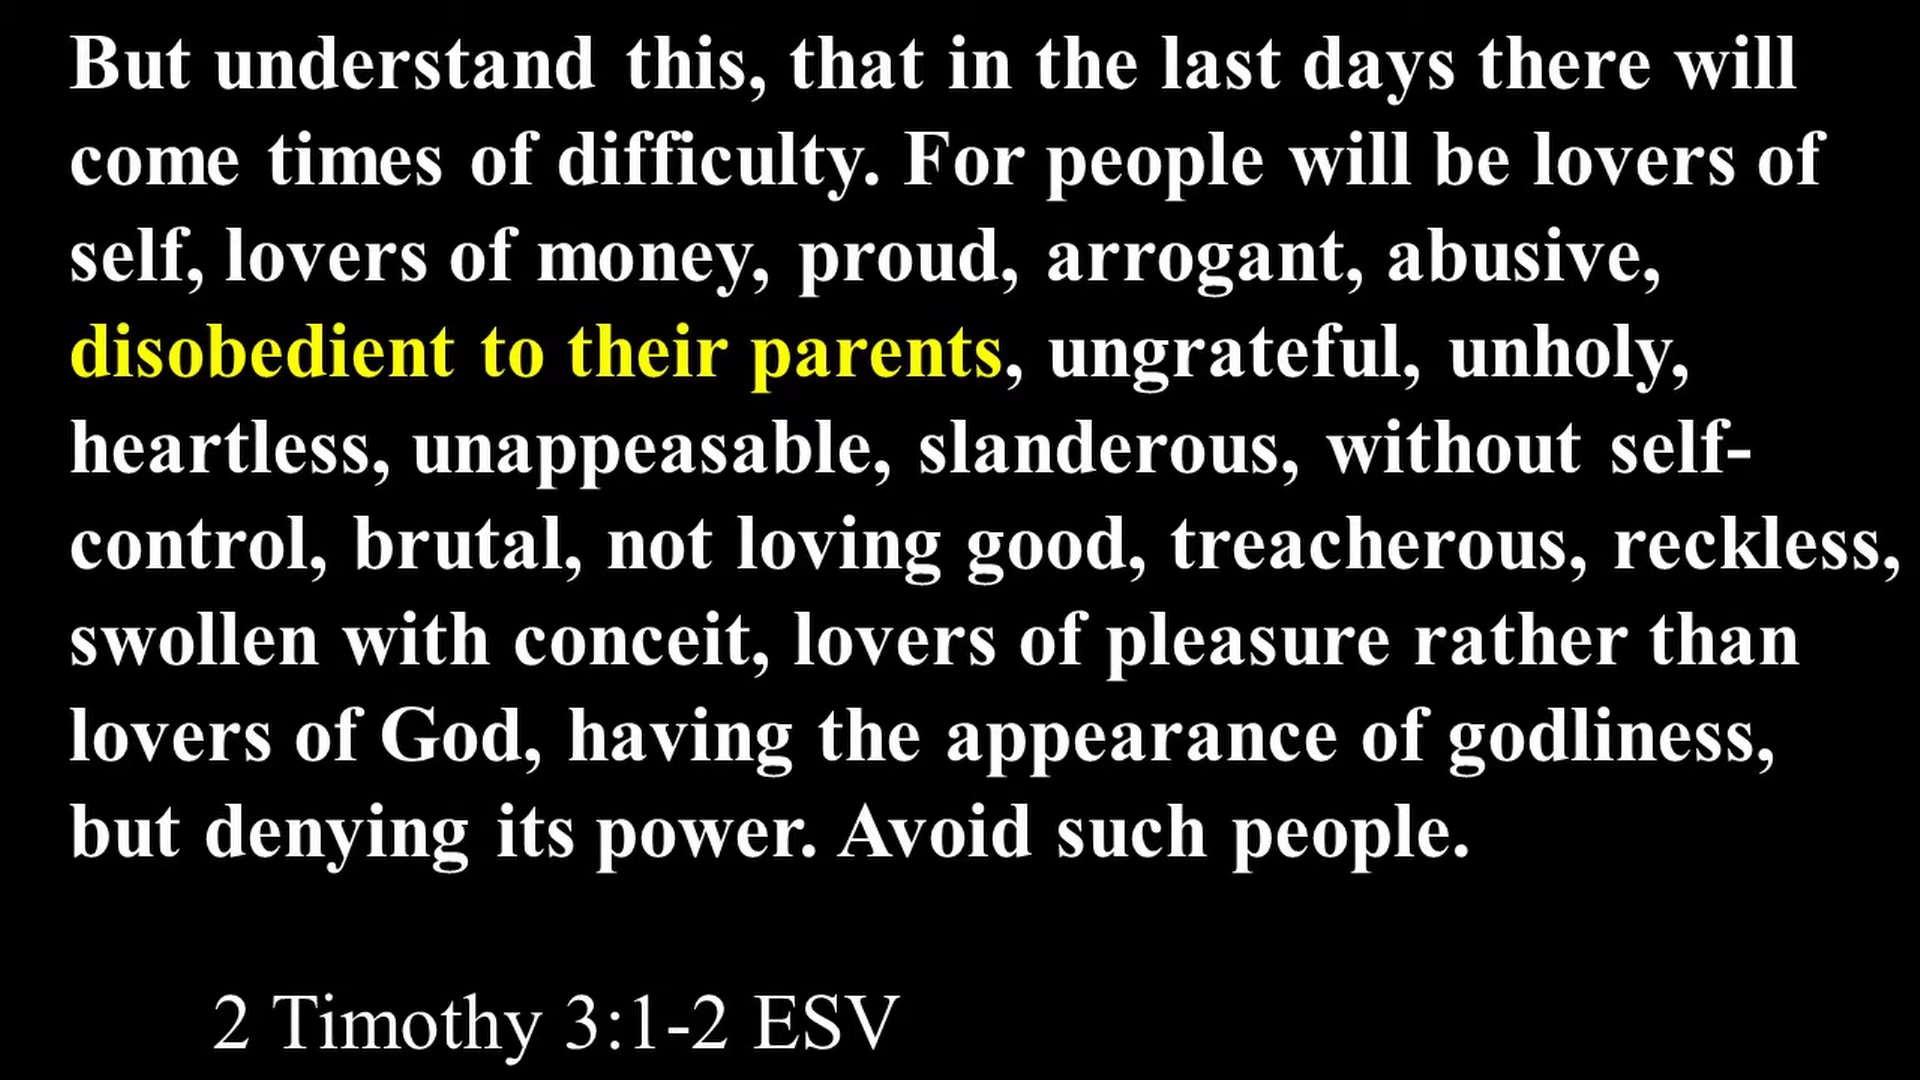 But understand this, that in the last days there will
come times of difficulty. For people will be lovers of
self, lovers of money, proud, arrogant, abusive,
disobedient to their parents, ungrateful, unholy,
heartless, unappeasable, slanderous, without self-
control, brutal, not loving good, treacherous, reckless,
swollen with conceit, lovers of pleasure rather than
lovers of God, having the appearance of godliness,
but denying its power. Avoid such people.
2 Timothy 3:1-2 ESV